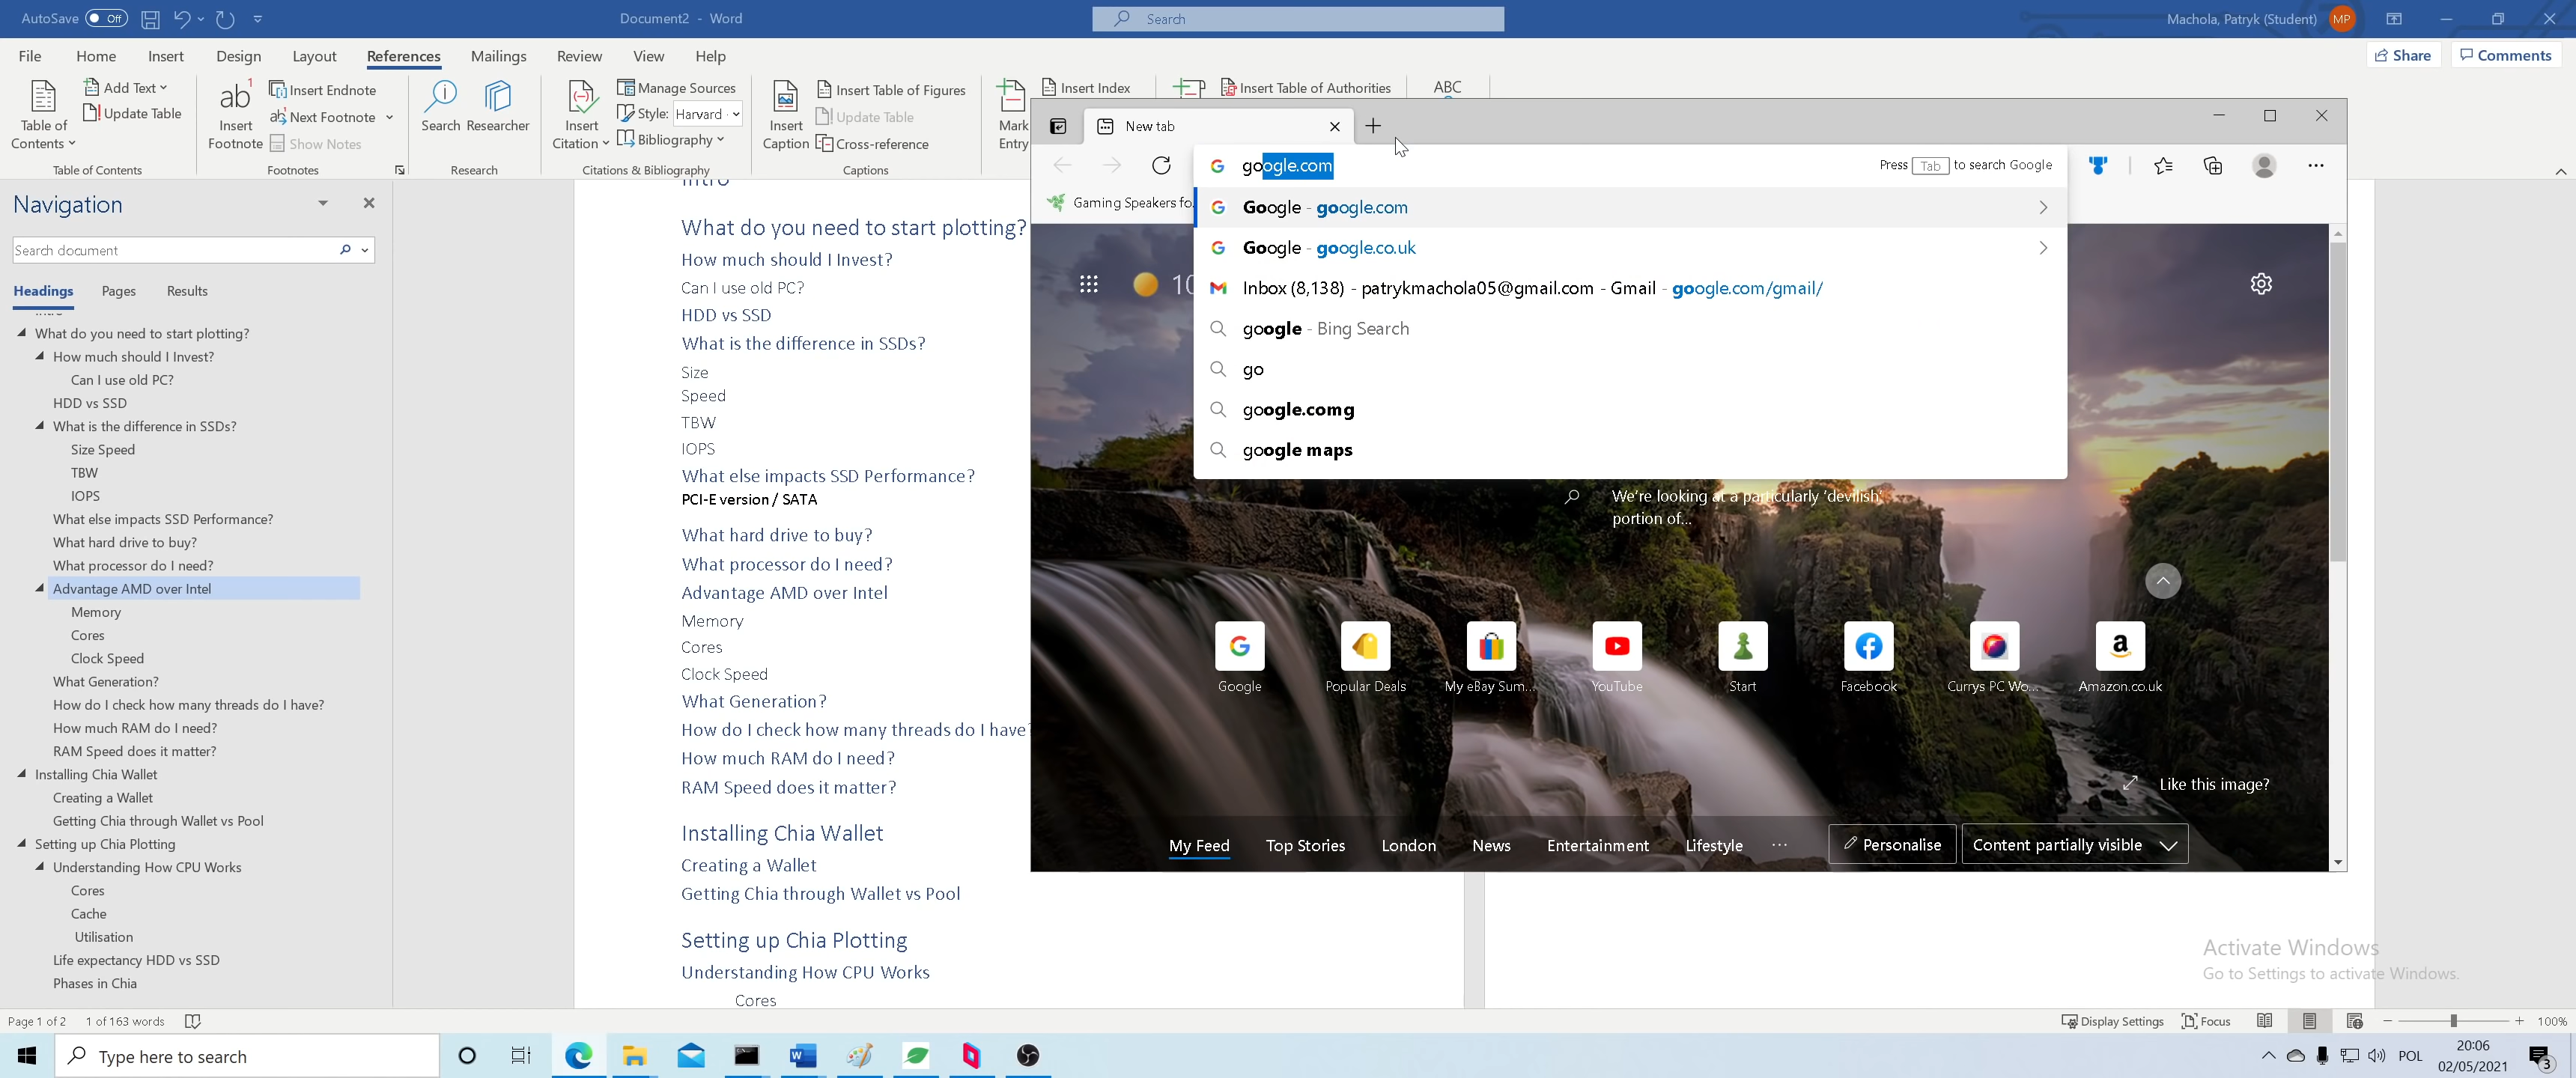 AutoSave Off
Document2 - Word
Search
Machola, Patryk (Student) MP
File Home Insert Design Layout References Mailings Review View Help
Share Comments
Table of Contents
Add Text
Update Table
Table of Contents
ab 1
Insert Footnote
Insert Endnote
Next Footnote
Show Notes
Footnotes
Search Researcher
Research
Insert Citation
Manage Sources
Style: Harvard
Bibliography
Citations & Bibliography
Insert Caption
Insert Table of Figures
Update Table
Cross-reference
Captions
Mark Entry
Insert Index
Insert Table of Authorities
ABC
Navigation
Search document
Headings Pages Results
Intro
What do you need to start plotting?
How much should I Invest?
Can I use old PC?
HDD vs SSD
What is the difference in SSDs?
Size Speed
TBW
IOPS
What else impacts SSD Performance?
What hard drive to buy?
What processor do I need?
Advantage AMD over Intel
Memory
Cores
Clock Speed
What Generation?
How do I check how many threads do I have?
How much RAM do I need?
RAM Speed does it matter?
Installing Chia Wallet
Creating a Wallet
Getting Chia through Wallet vs Pool
Setting up Chia Plotting
Understanding How CPU Works
Cores
Cache
Utilisation
Life expectancy HDD vs SSD
Phases in Chia
Intro
What do you need to start plotting?
How much should I Invest?
Can I use old PC?
HDD vs SSD
What is the difference in SSDs?
Size
Speed
TBW
IOPS
What else impacts SSD Performance?
PCI-E version / SATA
What hard drive to buy?
What processor do I need?
Advantage AMD over Intel
Memory
Cores
Clock Speed
What Generation?
How do I check how many threads do I have?
How much RAM do I need?
RAM Speed does it matter?
Installing Chia Wallet
Creating a Wallet
Getting Chia through Wallet vs Pool
Setting up Chia Plotting
Understanding How CPU Works
Cores
New tab
google.com
Press Tab to search Google
Gaming Speakers fo
Google - google.com
Google - google.co.uk
Inbox (8,138) - patrykmachola05@gmail.com - Gmail - google.com/gmail/
google - Bing Search
go
google.comg
google maps
10
We're looking at a particularly 'devilish'
portion of...
Google Popular Deals My eBay Sum... YouTube Start Facebook Currys PC Wo... Amazon.co.uk
Like this image?
My Feed Top Stories London News Entertainment Lifestyle ... Personalise Content partially visible
Activate Windows
Go to Settings to activate Windows.
Page 1 of 2 1 of 163 words
Display Settings Focus 100%
Type here to search
POL
20:06
02/05/2021
3